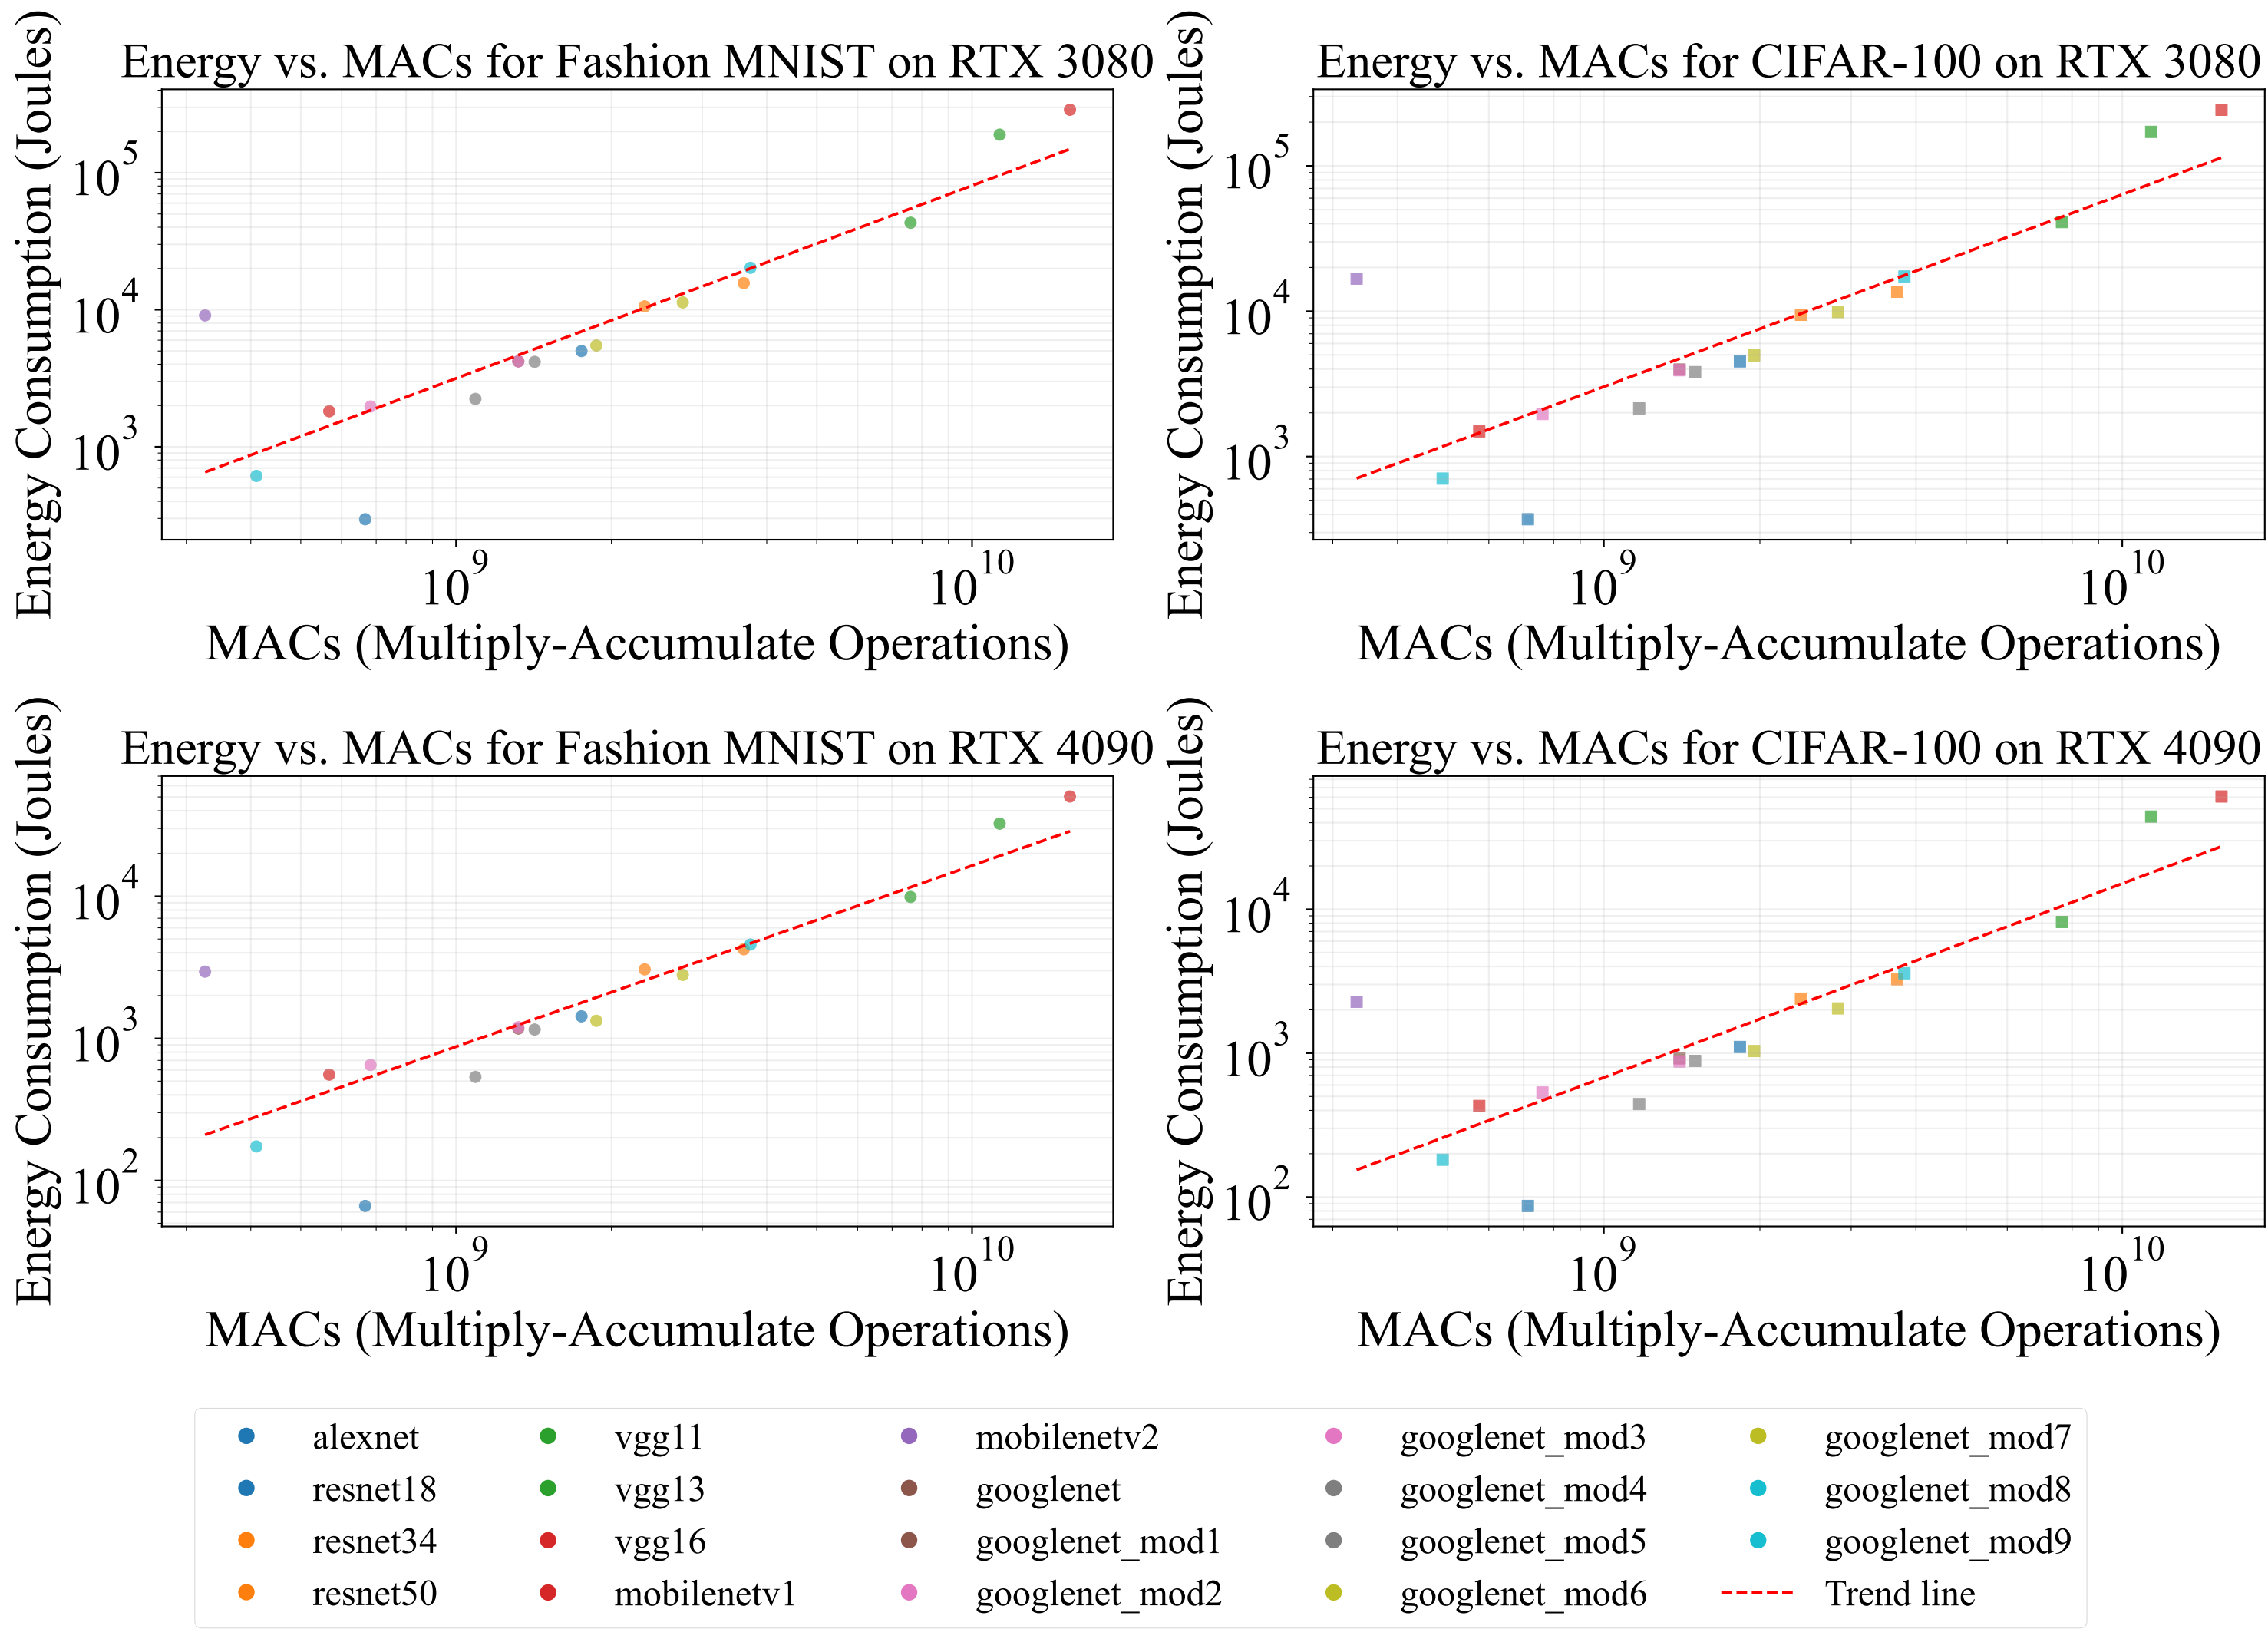 Energy vs. MACs for Fashion MNIST on RTX 3080
Energy Consumption (Joules)
10^5
10^4
10^3
10^9
10^10
MACs (Multiply-Accumulate Operations)
Energy vs. MACs for CIFAR-100 on RTX 3080
Energy Consumption (Joules)
10^5
10^4
10^3
10^9
10^10
MACs (Multiply-Accumulate Operations)
Energy vs. MACs for Fashion MNIST on RTX 4090
Energy Consumption (Joules)
10^4
10^3
10^2
10^9
10^10
MACs (Multiply-Accumulate Operations)
Energy vs. MACs for CIFAR-100 on RTX 4090
Energy Consumption (Joules)
10^4
10^3
10^2
10^9
10^10
MACs (Multiply-Accumulate Operations)
alexnet
resnet18
resnet34
resnet50
vgg11
vgg13
vgg16
mobilenetv1
mobilenetv2
googlenet
googlenet_mod1
googlenet_mod2
googlenet_mod3
googlenet_mod4
googlenet_mod5
googlenet_mod6
googlenet_mod7
googlenet_mod8
googlenet_mod9
Trend line